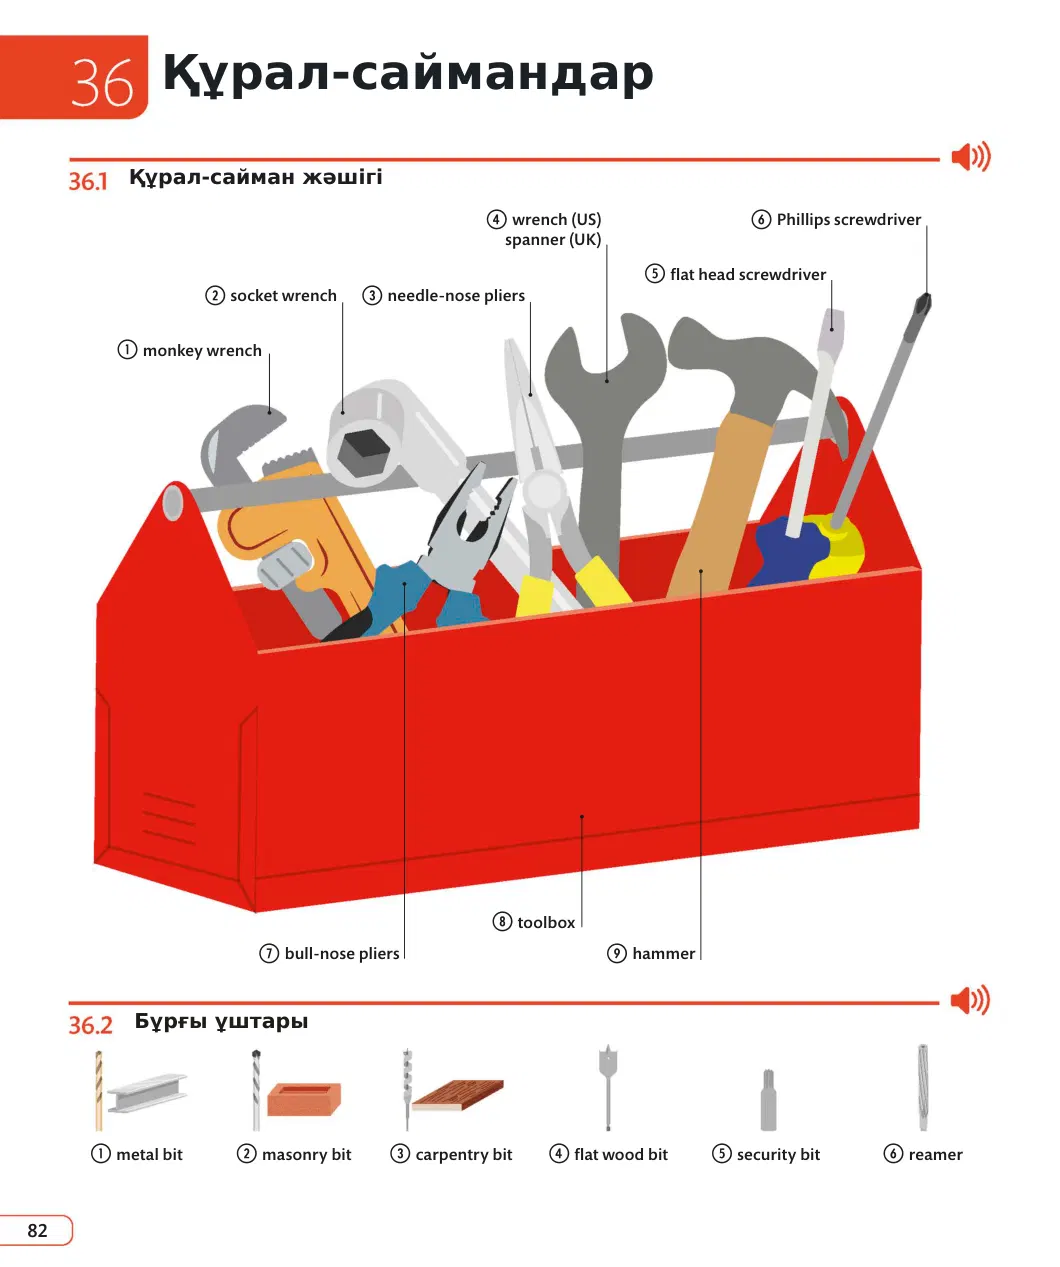 36 Құрал-саймандар
36.1 Құрал-сайман жәшігі
④ wrench (US)
spanner (UK)
⑥ Phillips screwdriver
⑤ flat head screwdriver
② socket wrench
③ needle-nose pliers
① monkey wrench
⑧ toolbox
⑦ bull-nose pliers
⑨ hammer
36.2 Бұрғы ұштары
① metal bit
② masonry bit
③ carpentry bit
④ flat wood bit
⑤ security bit
⑥ reamer
82